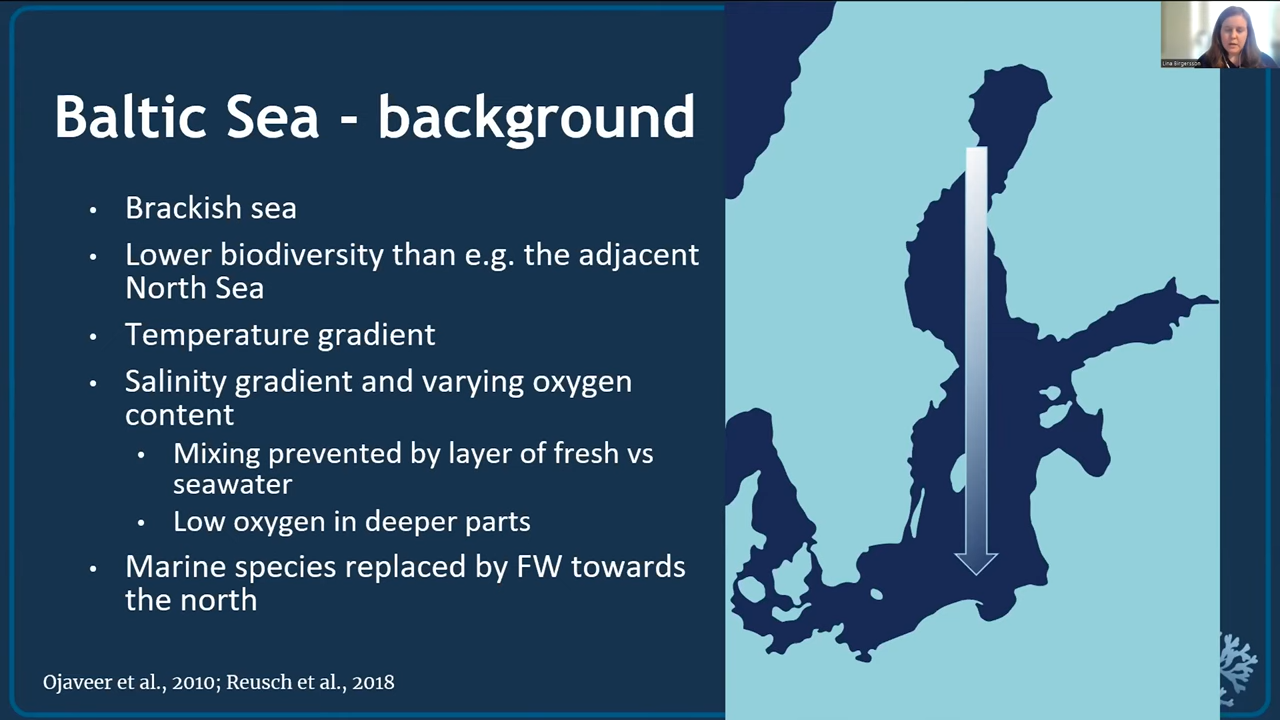 Lina Birgersson
Baltic Sea - background
• Brackish sea
• Lower biodiversity than e.g. the adjacent
North Sea
• Temperature gradient
• Salinity gradient and varying oxygen
content
• Mixing prevented by layer of fresh vs
seawater
• Low oxygen in deeper parts
• Marine species replaced by FW towards
the north
Ojaveer et al., 2010; Reusch et al., 2018